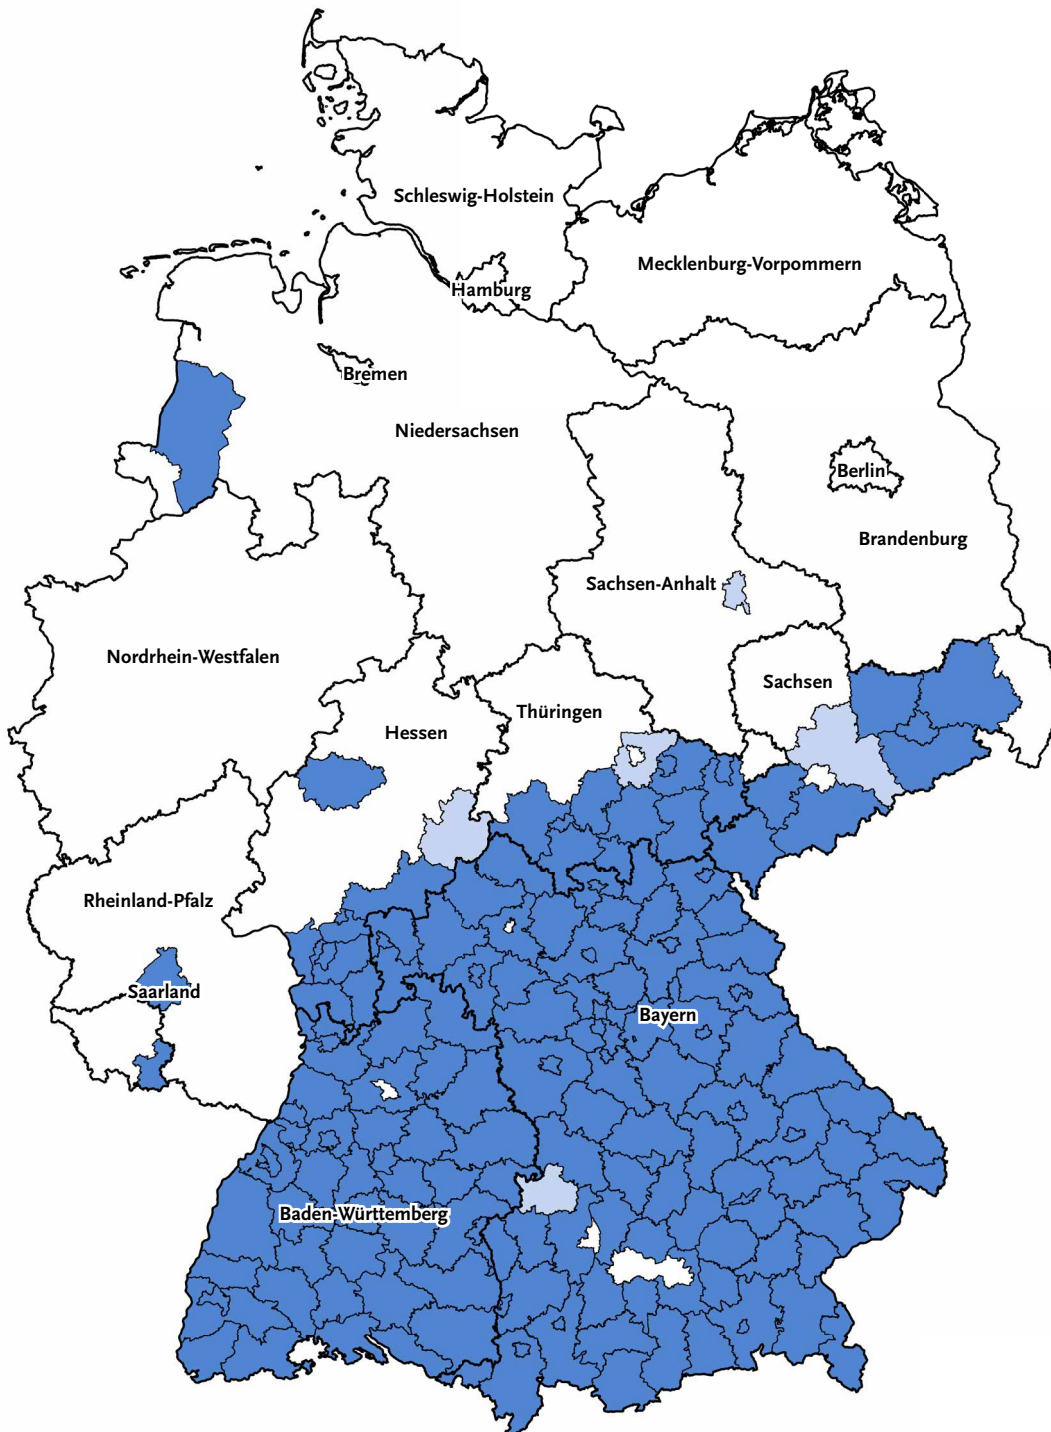 Schleswig-Holstein
Mecklenburg-Vorpommern
Hamburg
Bremen
Niedersachsen
Berlin
Brandenburg
Sachsen-Anhalt
Nordrhein-Westfalen
Sachsen
Thüringen
Hessen
Rheinland-Pfalz
Saarland
Bayern
Baden-Württemberg